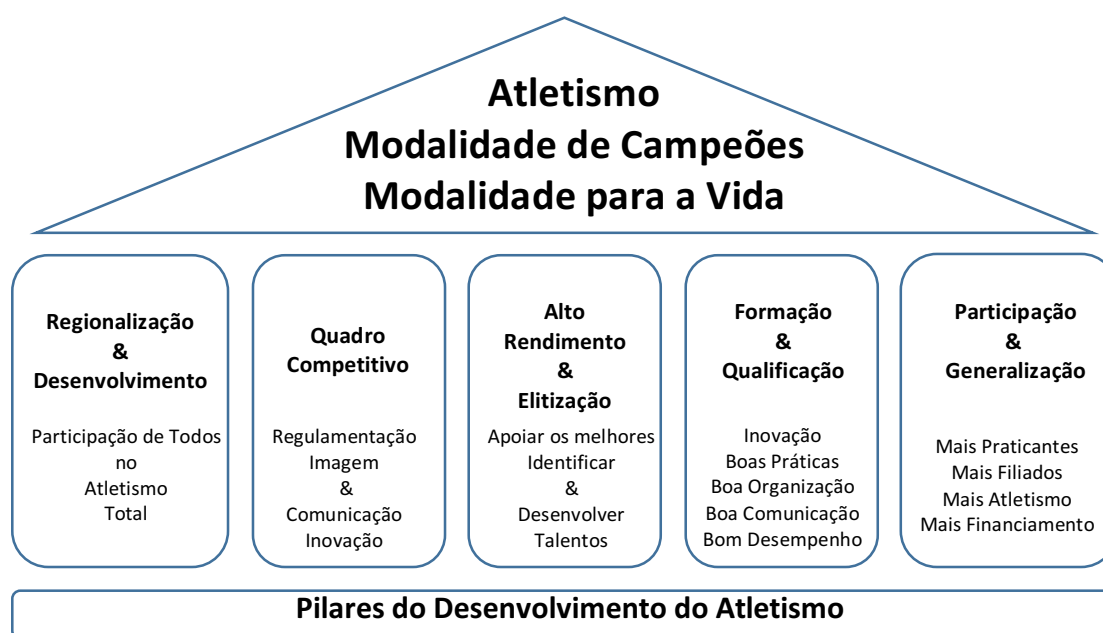 Atletismo
Modalidade de Campeões
Modalidade para a Vida
Regionalização
&
Desenvolvimento
Participação de Todos
no
Atletismo
Total
Quadro
Competitivo
Regulamentação
Imagem
&
Comunicação
Inovação
Alto
Rendimento
&
Elitização
Apoiar os melhores
Identificar
&
Desenvolver
Talentos
Formação
&
Qualificação
Inovação
Boas Práticas
Boa Organização
Boa Comunicação
Bom Desempenho
Participação
&
Generalização
Mais Praticantes
Mais Filiados
Mais Atletismo
Mais Financiamento
Pilares do Desenvolvimento do Atletismo